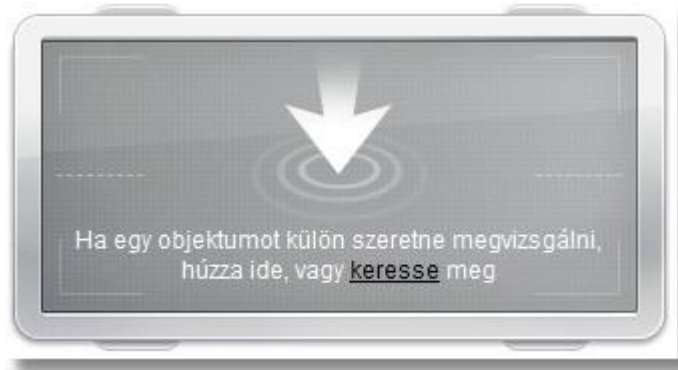 Ha egy objektumot külön szeretne megvizsgálni,
húzza ide, vagy keresse meg